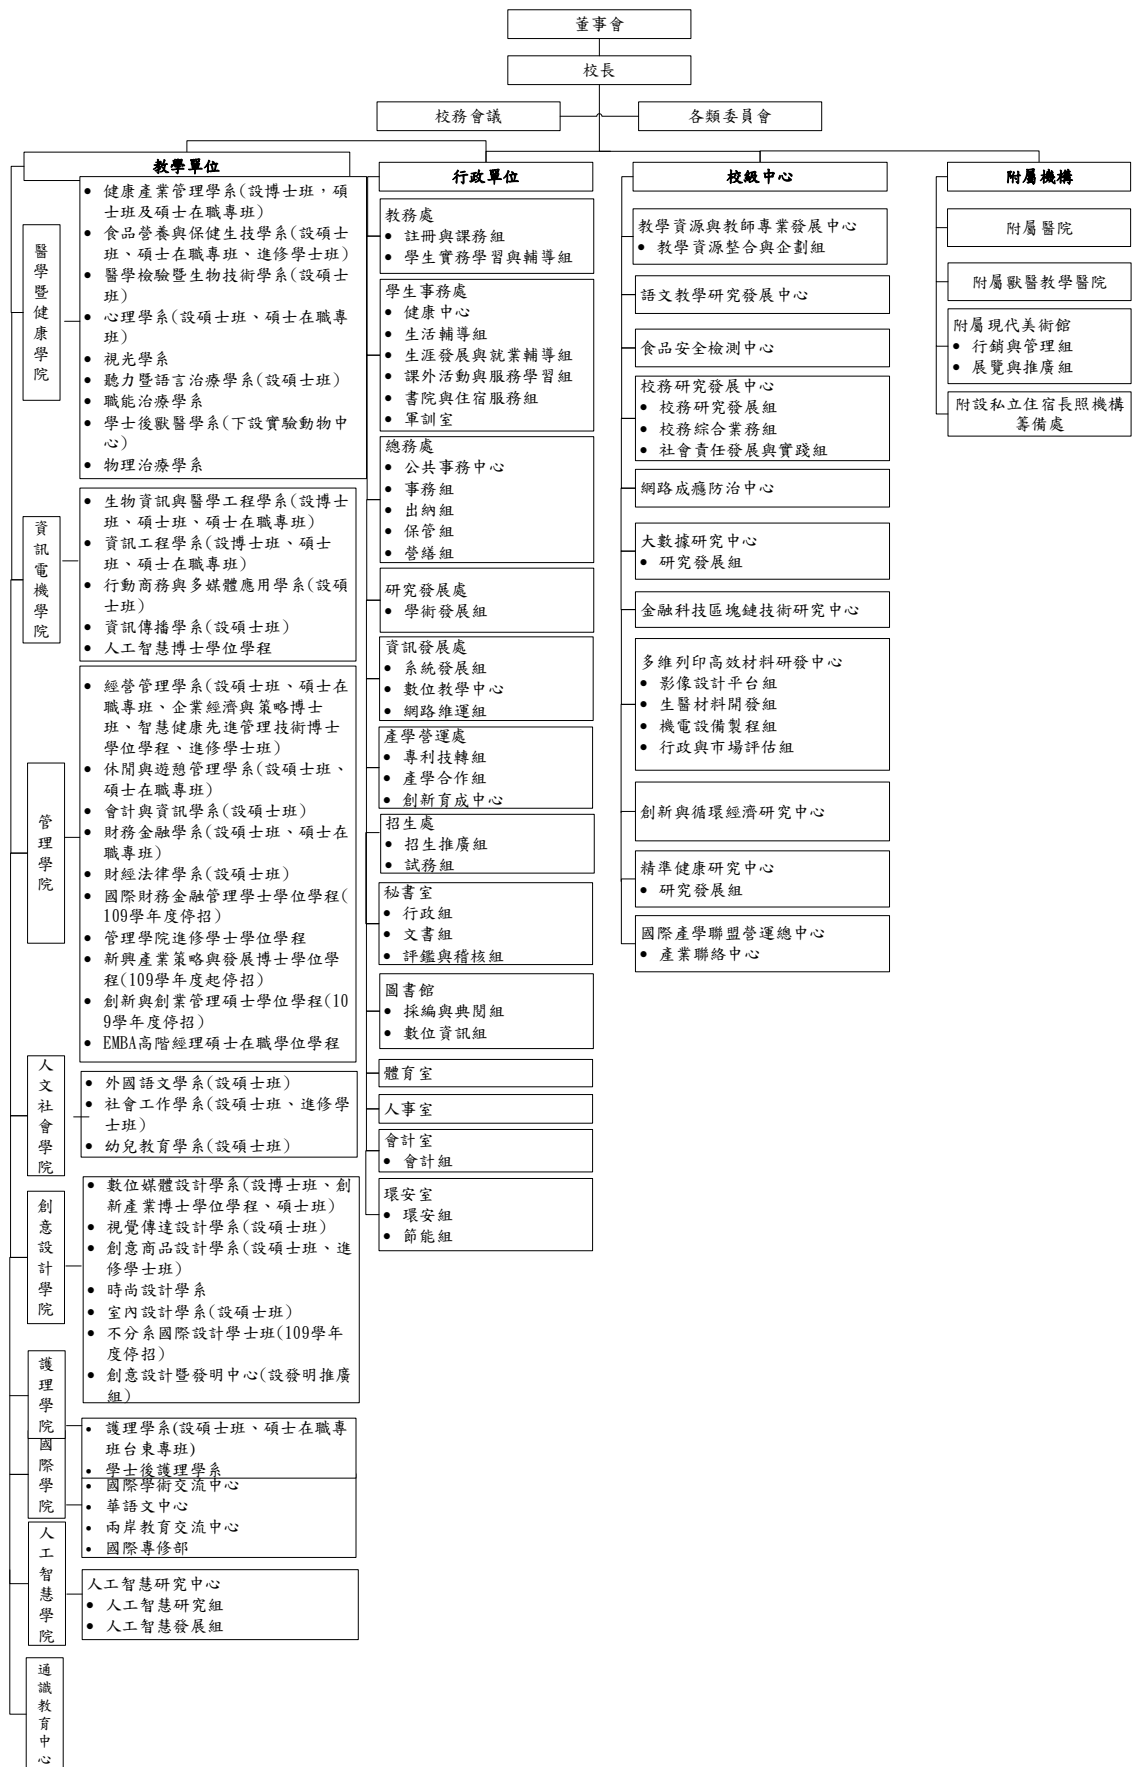 董事會
校長
校務會議
各類委員會
教學單位
醫學暨健康學院
• 健康產業管理學系(設博士班，碩
士班及碩士在職專班)
• 食品營養與保健生技學系(設碩士
班、碩士在職專班、進修學士班)
• 醫學檢驗暨生物技術學系(設碩士
班)
• 心理學系(設碩士班、碩士在職專
班)
• 視光學系
• 聽力暨語言治療學系(設碩士班)
• 職能治療學系
• 學士後獸醫學系(下設實驗動物中
心)
• 物理治療學系
資訊電機學院
• 生物資訊與醫學工程學系(設博士
班、碩士班、碩士在職專班)
• 資訊工程學系(設博士班、碩士
班、碩士在職專班)
• 行動商務與多媒體應用學系(設碩
士班)
• 資訊傳播學系(設碩士班)
• 人工智慧博士學位學程
管理學院
• 經營管理學系(設碩士班、碩士在
職專班、企業經濟與策略博士
班、智慧健康先進管理技術博士
學位學程、進修學士班)
• 休閒與遊憩管理學系(設碩士班、
碩士在職專班)
• 會計與資訊學系(設碩士班)
• 財務金融學系(設碩士班、碩士在
職專班)
• 財經法律學系(設碩士班)
• 國際財務金融管理學士學位學程(
109學年度停招)
• 管理學院進修學士學位學程
• 新興產業策略與發展博士學位學
程(109學年度起停招)
• 創新與創業管理碩士學位學程(10
9學年度停招)
• EMBA高階經理碩士在職學位學程
人文社會學院
• 外國語文學系(設碩士班)
• 社會工作學系(設碩士班、進修學
士班)
• 幼兒教育學系(設碩士班)
創意設計學院
• 數位媒體設計學系(設博士班、創
新產業博士學位學程、碩士班)
• 視覺傳達設計學系(設碩士班)
• 創意商品設計學系(設碩士班、進
修學士班)
• 時尚設計學系
• 室內設計學系(設碩士班)
• 不分系國際設計學士班(109學年
度停招)
• 創意設計暨發明中心(設發明推廣
組)
護理學院
• 護理學系(設碩士班、碩士在職專
班台東專班)
• 學士後護理學系
國際學院
• 國際學術交流中心
• 華語文中心
• 兩岸教育交流中心
• 國際專修部
人工智慧學院
人工智慧研究中心
• 人工智慧研究組
• 人工智慧發展組
通識教育中心
行政單位
教務處
• 註冊與課務組
• 學生實務學習與輔導組
學生事務處
• 健康中心
• 生活輔導組
• 生涯發展與就業輔導組
• 課外活動與服務學習組
• 書院與住宿服務組
• 軍訓室
總務處
• 公共事務中心
• 事務組
• 出納組
• 保管組
• 營繕組
研究發展處
• 學術發展組
資訊發展處
• 系統發展組
• 數位教學中心
• 網路維運組
產學營運處
• 專利技轉組
• 產學合作組
• 創新育成中心
招生處
• 招生推廣組
• 試務組
秘書室
• 行政組
• 文書組
• 評鑑與稽核組
圖書館
• 採編與典閱組
• 數位資訊組
體育室
人事室
會計室
• 會計組
環安室
• 環安組
• 節能組
校級中心
教學資源與教師專業發展中心
• 教學資源整合與企劃組
語文教學研究發展中心
食品安全檢測中心
校務研究發展中心
• 校務研究發展組
• 校務綜合業務組
• 社會責任發展與實踐組
網路成癮防治中心
大數據研究中心
• 研究發展組
金融科技區塊鏈技術研究中心
多維列印高效材料研發中心
• 影像設計平台組
• 生醫材料開發組
• 機電設備製程組
• 行政與市場評估組
創新與循環經濟研究中心
精準健康研究中心
• 研究發展組
國際產學聯盟營運總中心
• 產業聯絡中心
附屬機構
附屬醫院
附屬獸醫教學醫院
附屬現代美術館
• 行銷與管理組
• 展覽與推廣組
附設私立住宿長照機構
籌備處